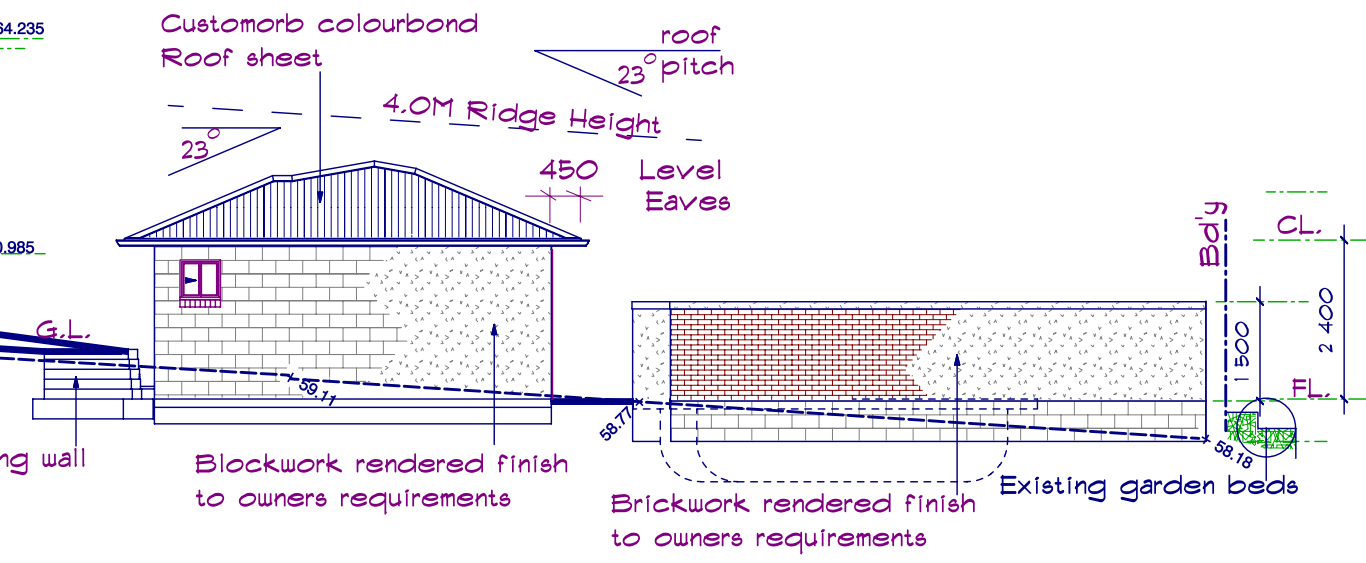 64.235
Customorb colourbond
Roof sheet
roof
23° pitch
4.0M Ridge Height
23°
450
Level
Eaves
Bd'y
CL.
.985
G.L.
1 500
2 400
FL.
59.11
58.77
58.18
ng wall
Blockwork rendered finish
to owners requirements
Existing garden beds
Brickwork rendered finish
to owners requirements